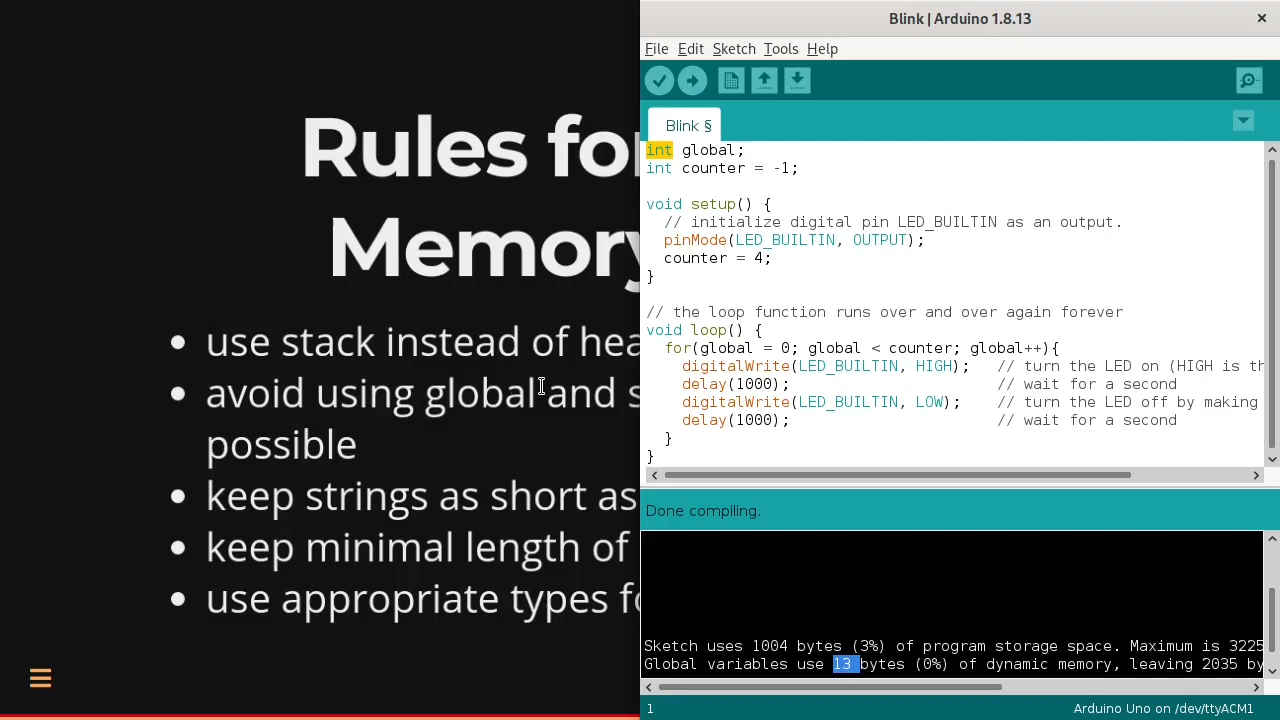 Rules for
Memory
• use stack instead of hea
• avoid using global and s
possible
• keep strings as short as
• keep minimal length of
• use appropriate types fo
Blink | Arduino 1.8.13
File Edit Sketch Tools Help
Blink §
int global;
int counter = -1;
void setup() {
// initialize digital pin LED_BUILTIN as an output.
pinMode(LED_BUILTIN, OUTPUT);
counter = 4;
}
// the loop function runs over and over again forever
void loop() {
for(global = 0; global < counter; global++){
digitalWrite(LED_BUILTIN, HIGH); // turn the LED on (HIGH is th
delay(1000); // wait for a second
digitalWrite(LED_BUILTIN, LOW); // turn the LED off by making
delay(1000); // wait for a second
}
}
Done compiling.
Sketch uses 1004 bytes (3%) of program storage space. Maximum is 3225
Global variables use 13 bytes (0%) of dynamic memory, leaving 2035 by
1
Arduino Uno on /dev/ttyACM1